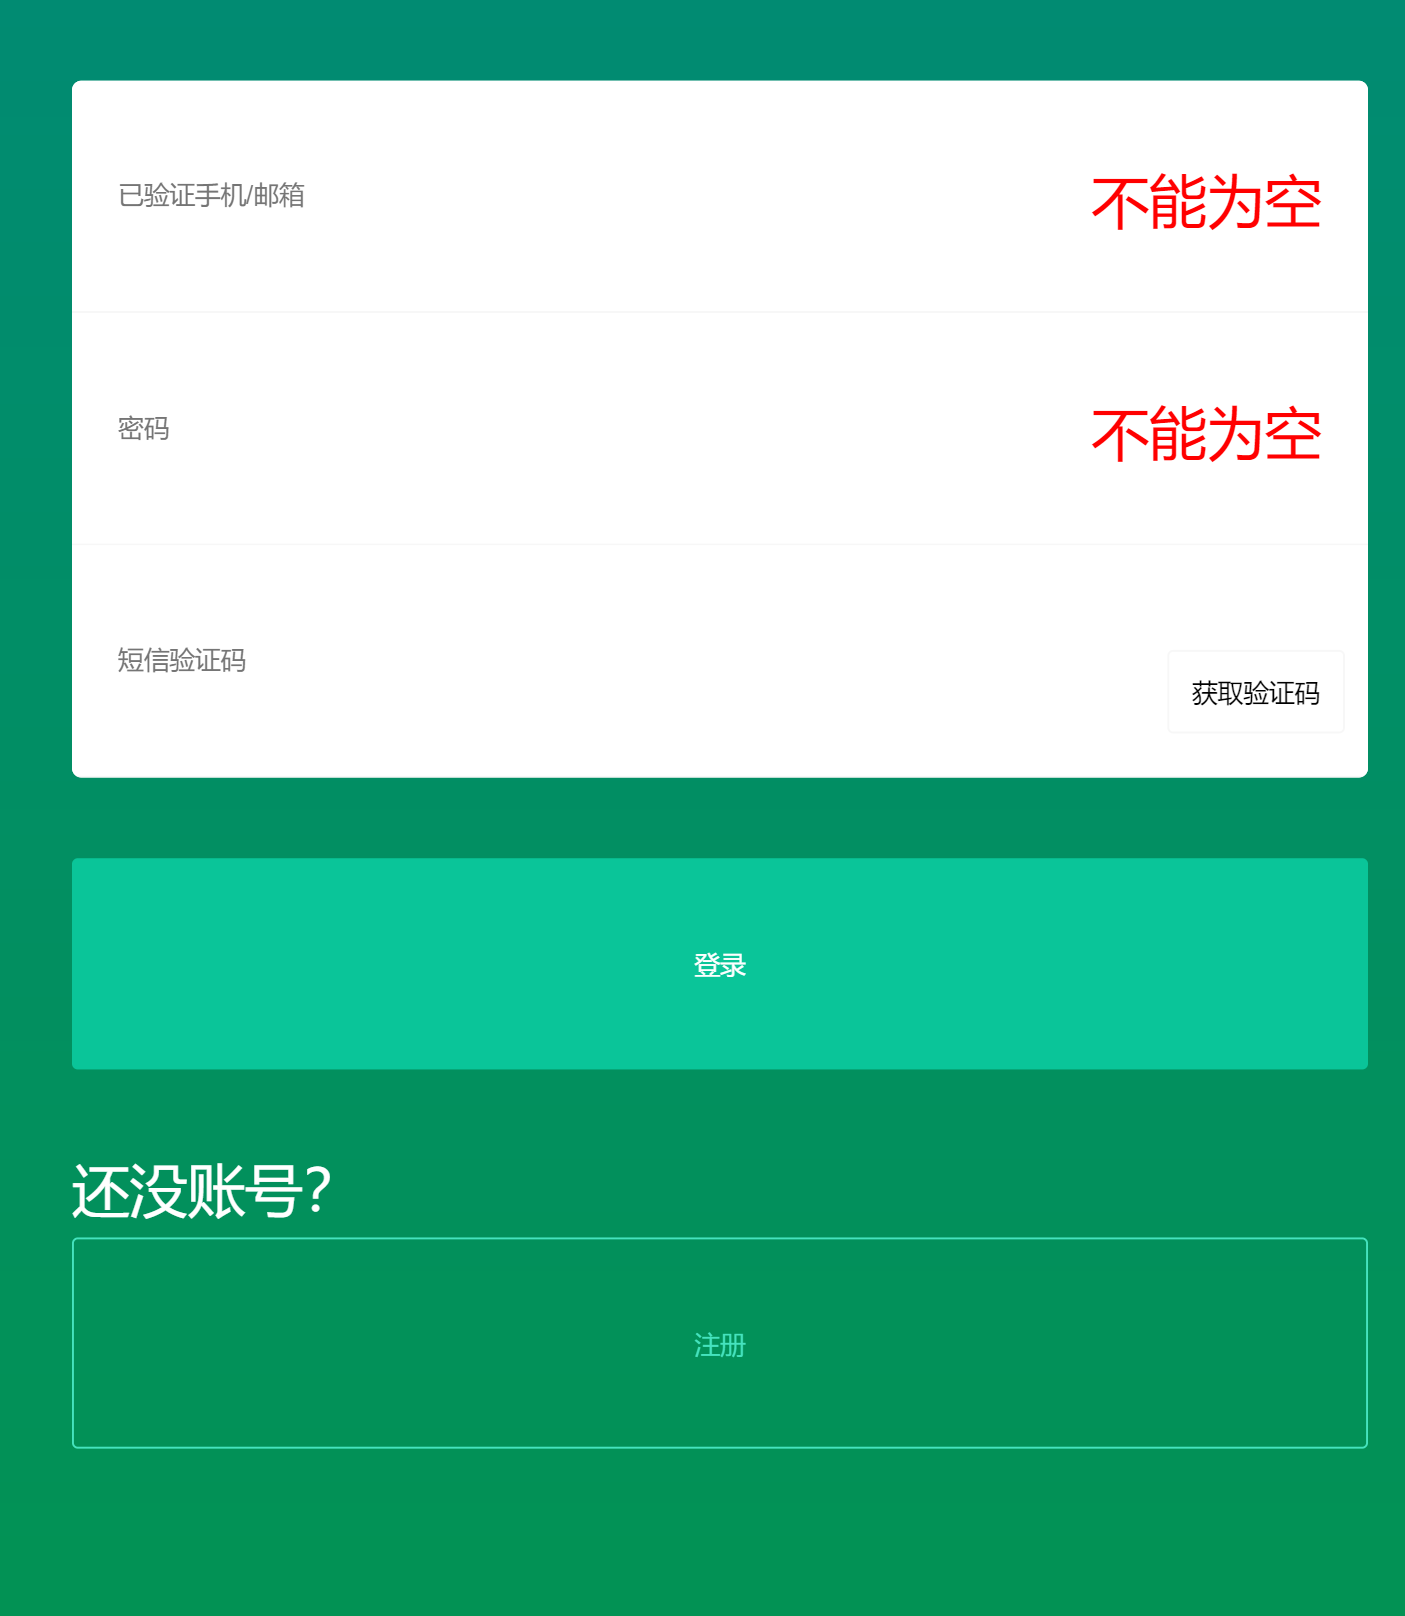 已验证手机/邮箱 不能为空
密码 不能为空
短信验证码 获取验证码
登录
还没账号?
注册